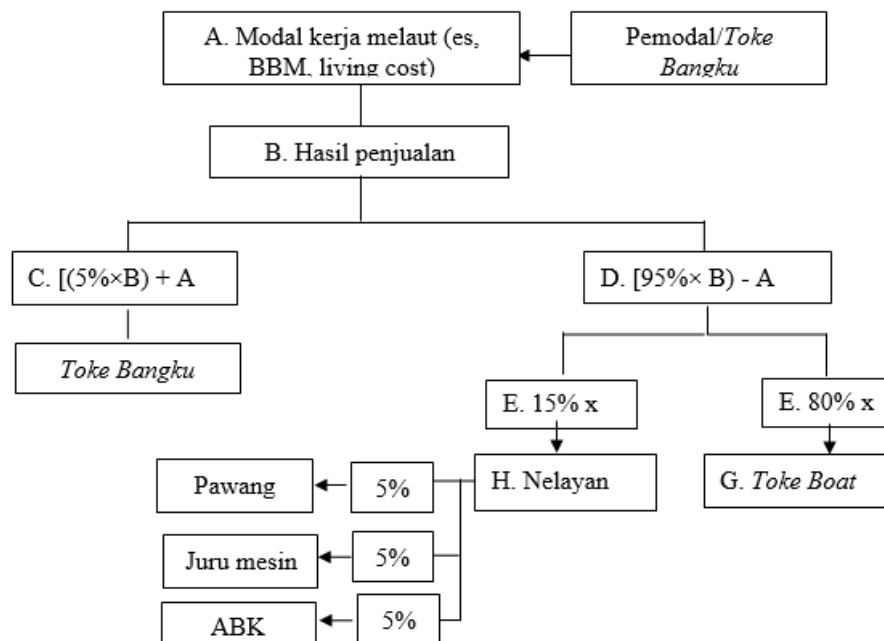 A. Modal kerja melaut (es,
BBM, living cost)
Pemodal/Toke
Bangku
B. Hasil penjualan
C. [(5%×B) + A
D. [95%× B) - A
Toke Bangku
E. 15% x
E. 80% x
H. Nelayan
G. Toke Boat
Pawang
5%
Juru mesin
5%
ABK
5%